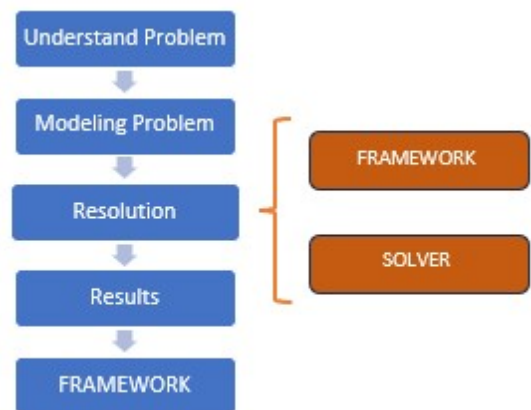 Understand Problem
Modeling Problem
Resolution
Results
FRAMEWORK
FRAMEWORK
SOLVER